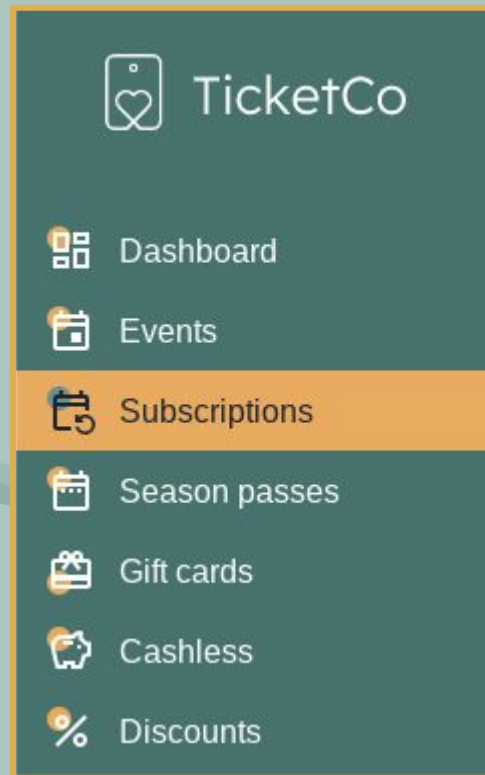 TicketCo
Dashboard
Events
Subscriptions
Season passes
Gift cards
Cashless
Discounts